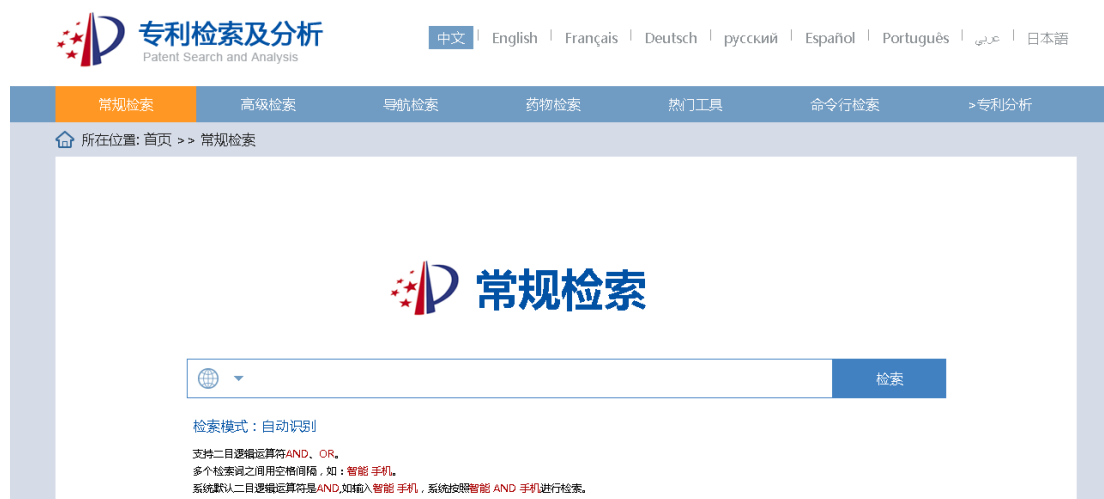 专利检索及分析
Patent Search and Analysis
中文 English Français Deutsch русский Español Português عربي 日本語
常规检索 高级检索 导航检索 药物检索 热门工具 命令行检索 >专利分析
所在位置: 首页 >> 常规检索
常规检索
检索
检索模式：自动识别
支持二目逻辑运算符AND、OR。
多个检索词之间用空格间隔，如：智能 手机。
系统默认二目逻辑运算符是AND,如输入智能 手机，系统按照智能 AND 手机进行检索。